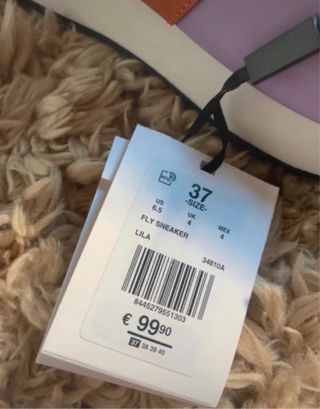 37
-SIZE-
US UK MEX
6.5 4 4
FLY SNEAKER
LILA 34810A
8445279551303
€ 99 90
37 38 39 40